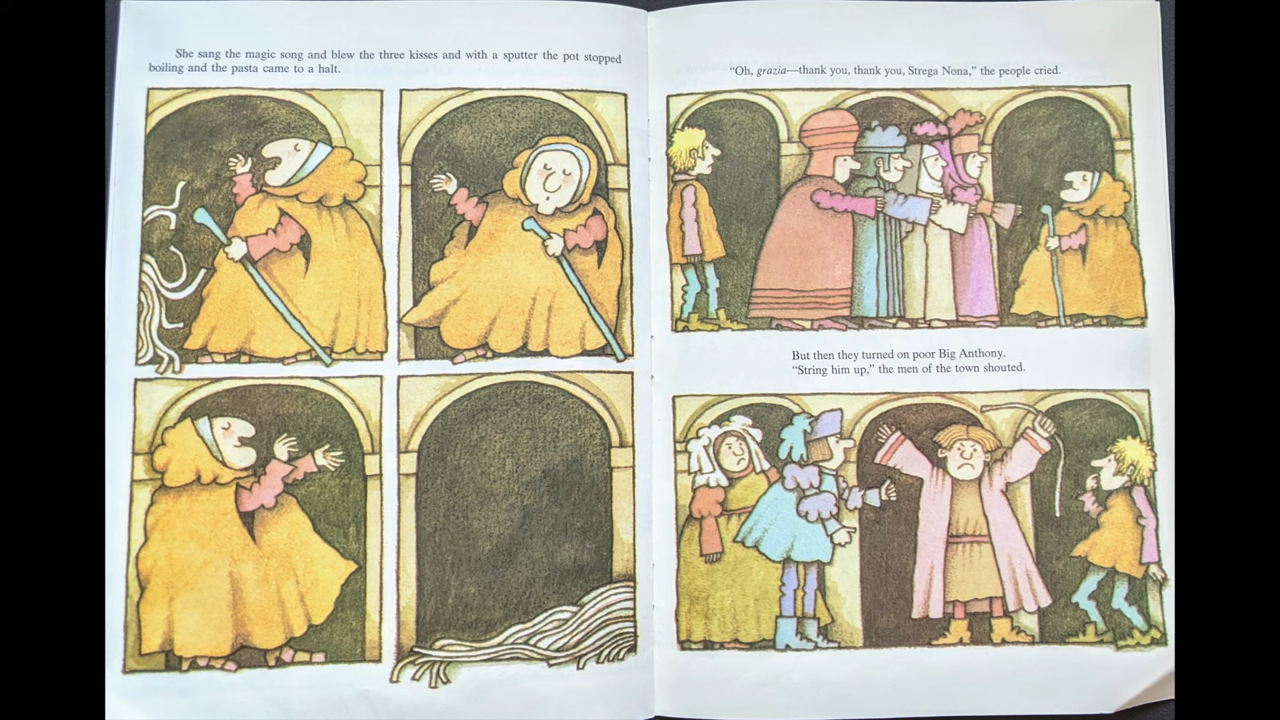 She sang the magic song and blew the three kisses and with a sputter the pot stopped
boiling and the pasta came to a halt.
“Oh, grazia—thank you, thank you, Strega Nona,” the people cried.
But then they turned on poor Big Anthony.
“String him up,” the men of the town shouted.